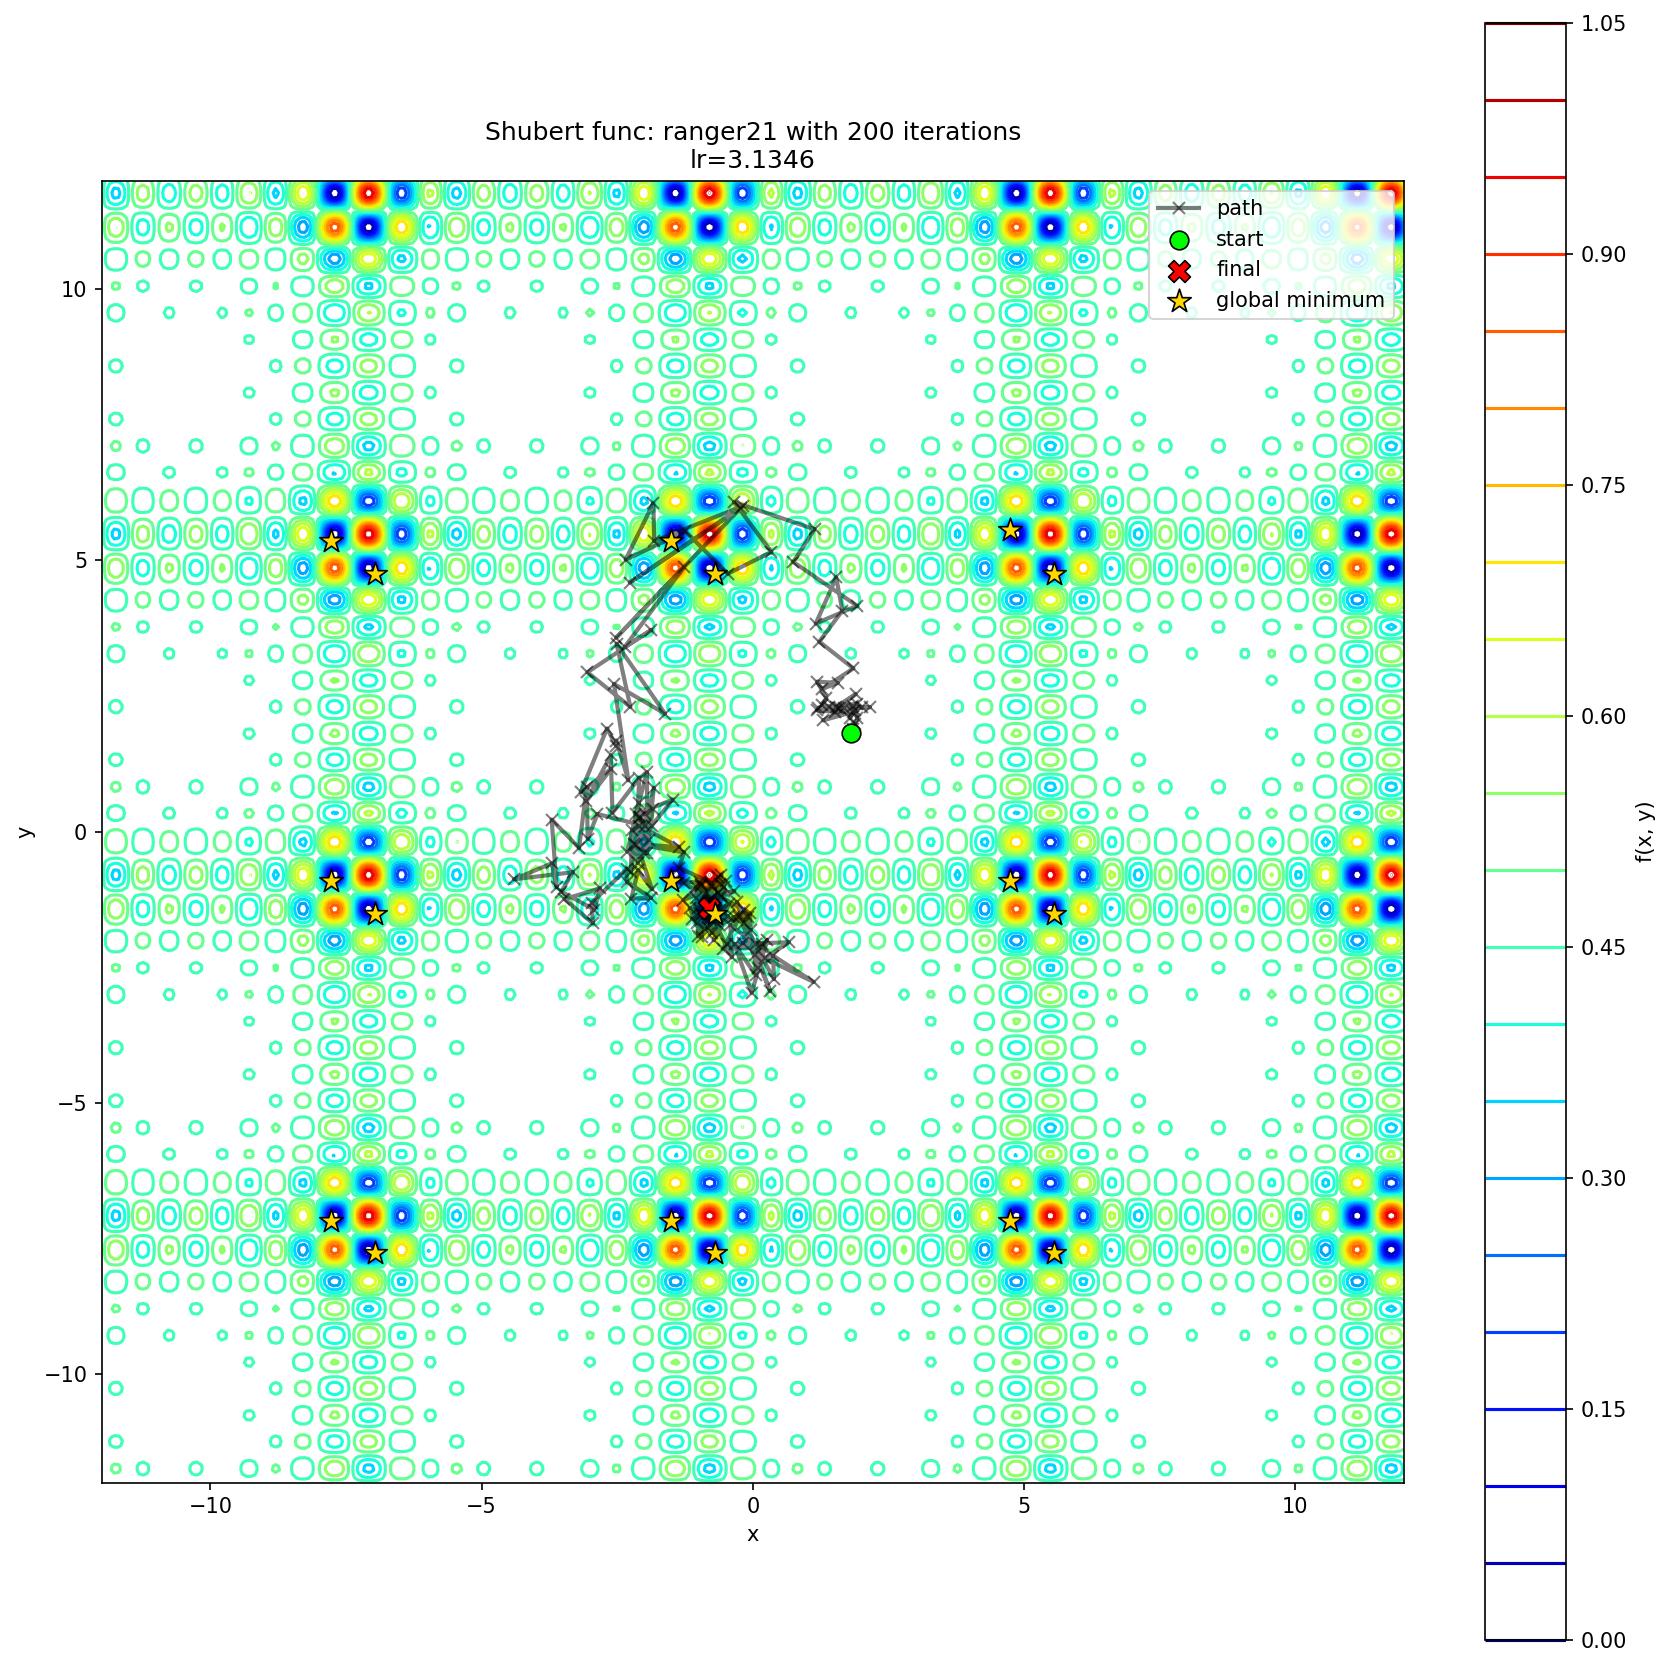 Shubert func: ranger21 with 200 iterations
lr=3.1346
path
start
final
global minimum
10
5
0
−5
−10
y
−10
−5
0
5
10
x
1.05
0.90
0.75
0.60
0.45
0.30
0.15
0.00
f(x, y)